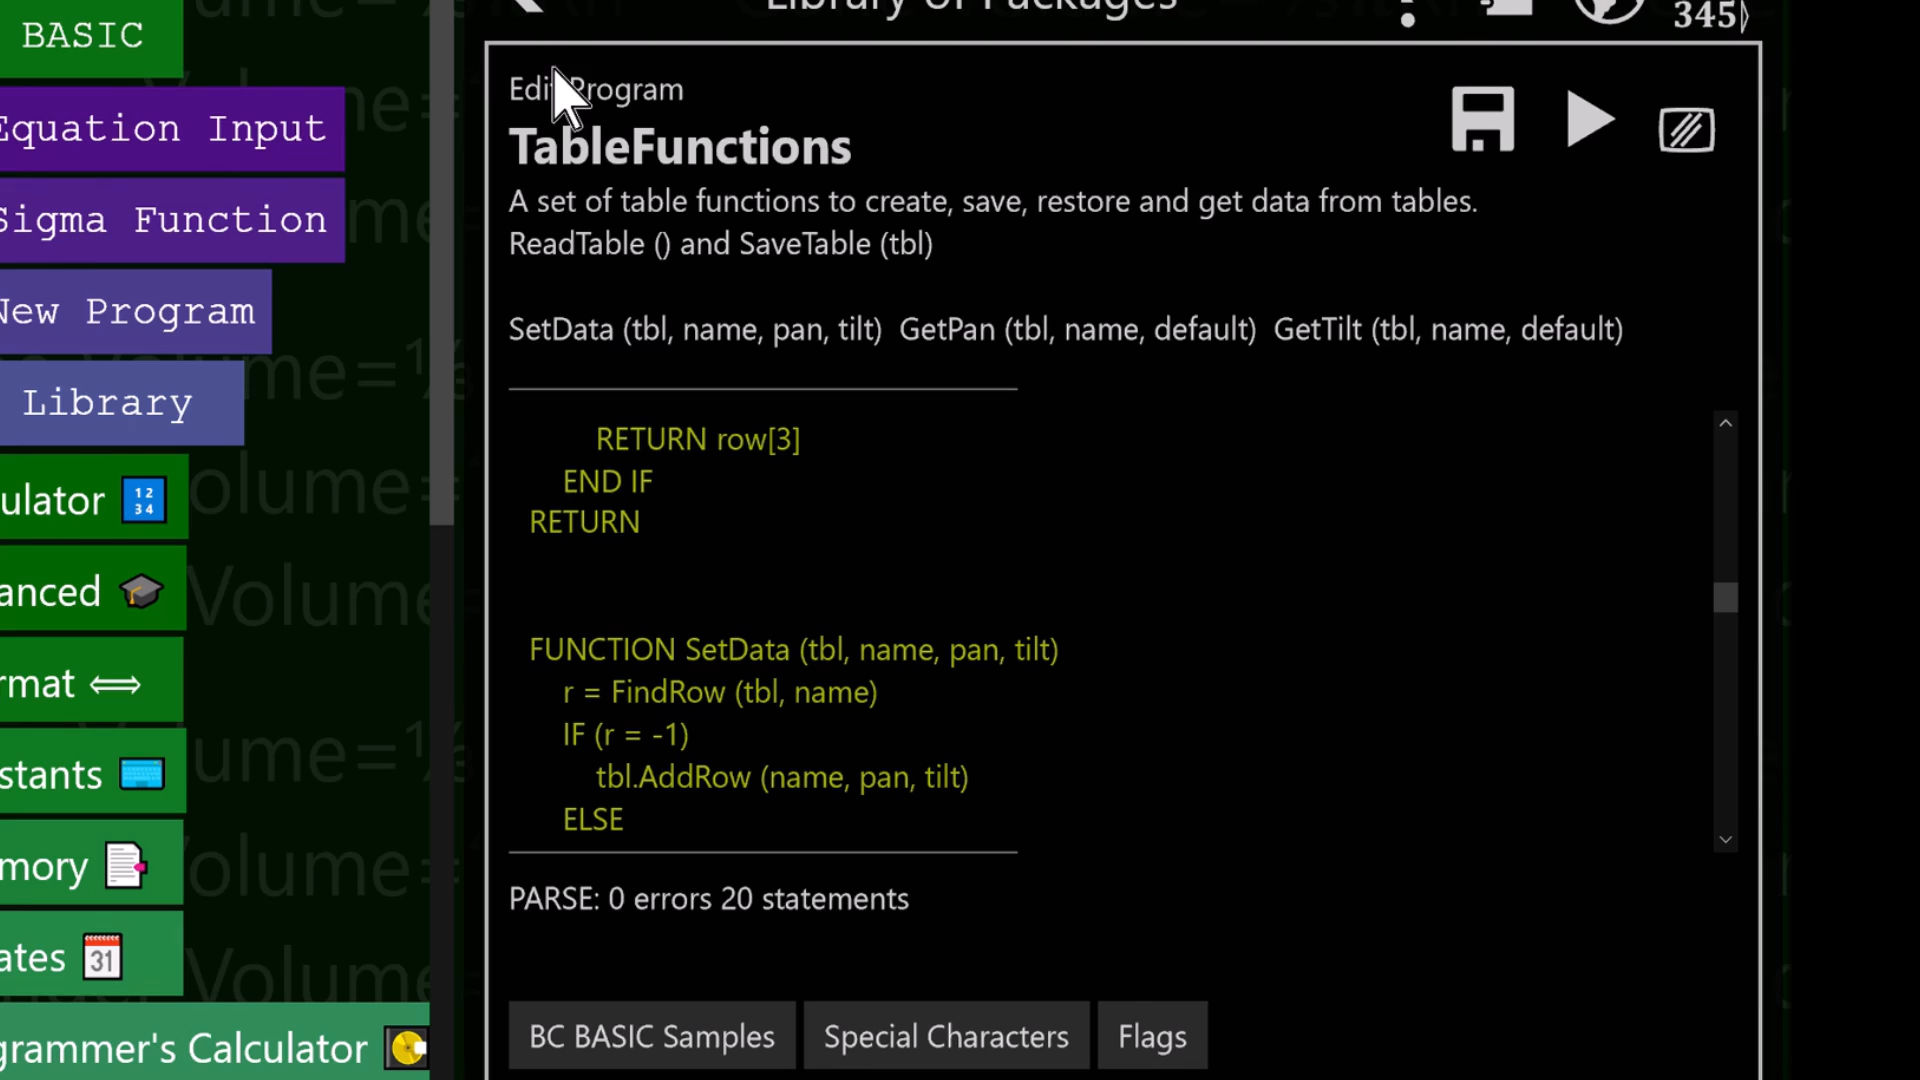 BASIC
Equation Input
Sigma Function
New Program
Library
ulator
anced
rmat
stants
mory
ates
grammer's Calculator
Library of Packages
345
Edit Program
TableFunctions
A set of table functions to create, save, restore and get data from tables.
ReadTable () and SaveTable (tbl)
SetData (tbl, name, pan, tilt)  GetPan (tbl, name, default)  GetTilt (tbl, name, default)
RETURN row[3]
END IF
RETURN
FUNCTION SetData (tbl, name, pan, tilt)
r = FindRow (tbl, name)
IF (r = -1)
tbl.AddRow (name, pan, tilt)
ELSE
PARSE: 0 errors 20 statements
BC BASIC Samples
Special Characters
Flags